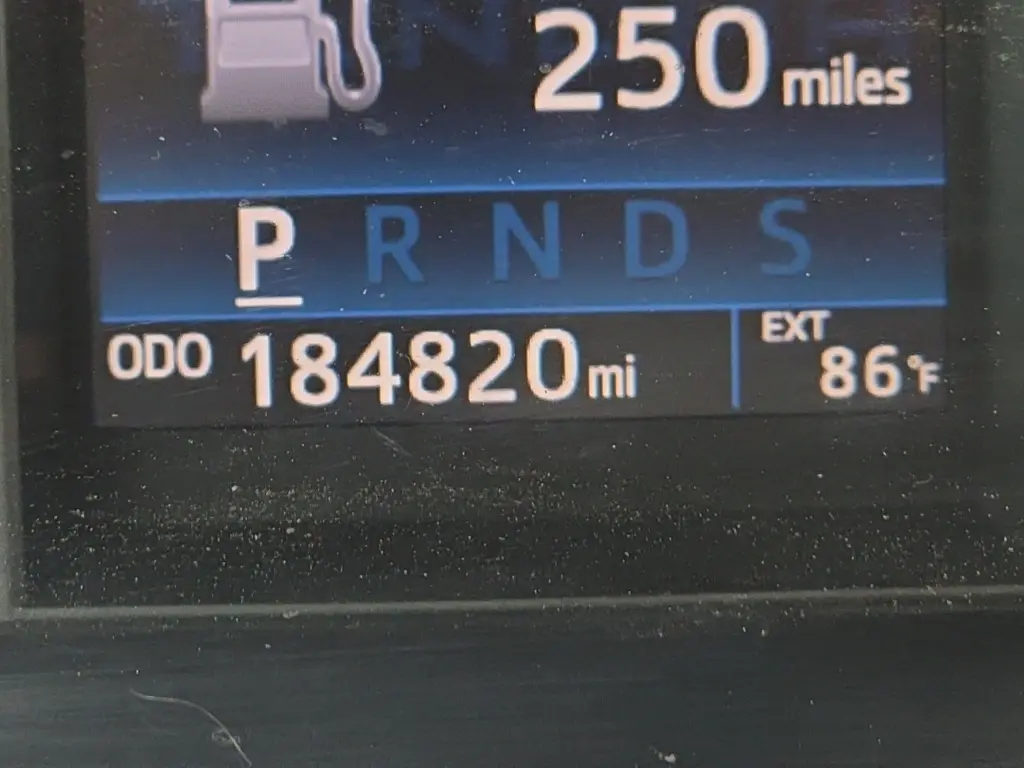 250 miles
P R N D S
ODO 184820 mi EXT 86°F